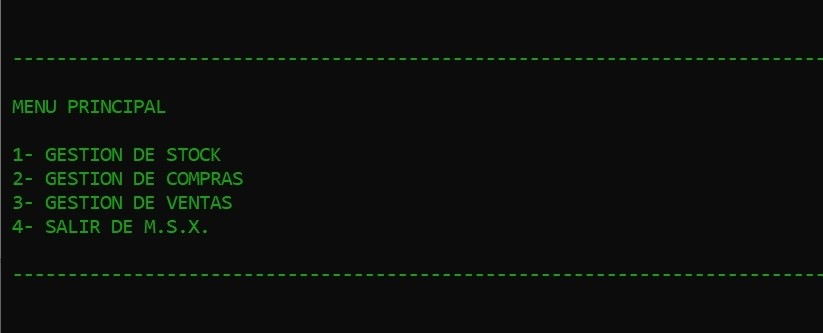 MENU PRINCIPAL
1- GESTION DE STOCK
2- GESTION DE COMPRAS
3- GESTION DE VENTAS
4- SALIR DE M.S.X.